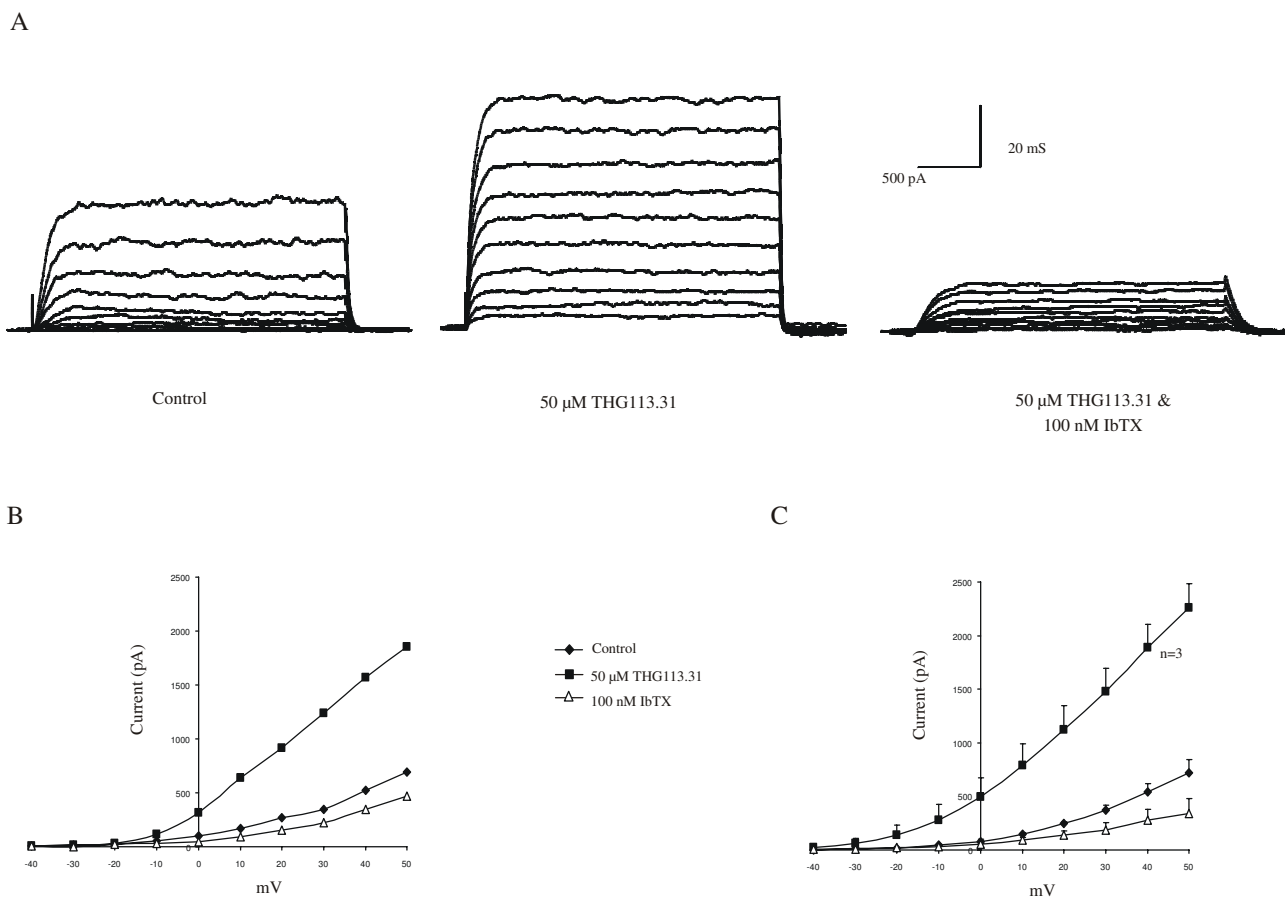 A
20 mS
500 pA
Control
50 µM THG113.31
50 µM THG113.31 &
100 nM IbTX
B
2500
2000
1500
1000
500
0
-40
-30
-20
-10
0
10
20
30
40
50
Current (pA)
mV
Control
50 µM THG113.31
100 nM IbTX
C
2500
2000
1500
1000
500
0
-40
-30
-20
-10
0
10
20
30
40
50
Current (pA)
mV
n=3